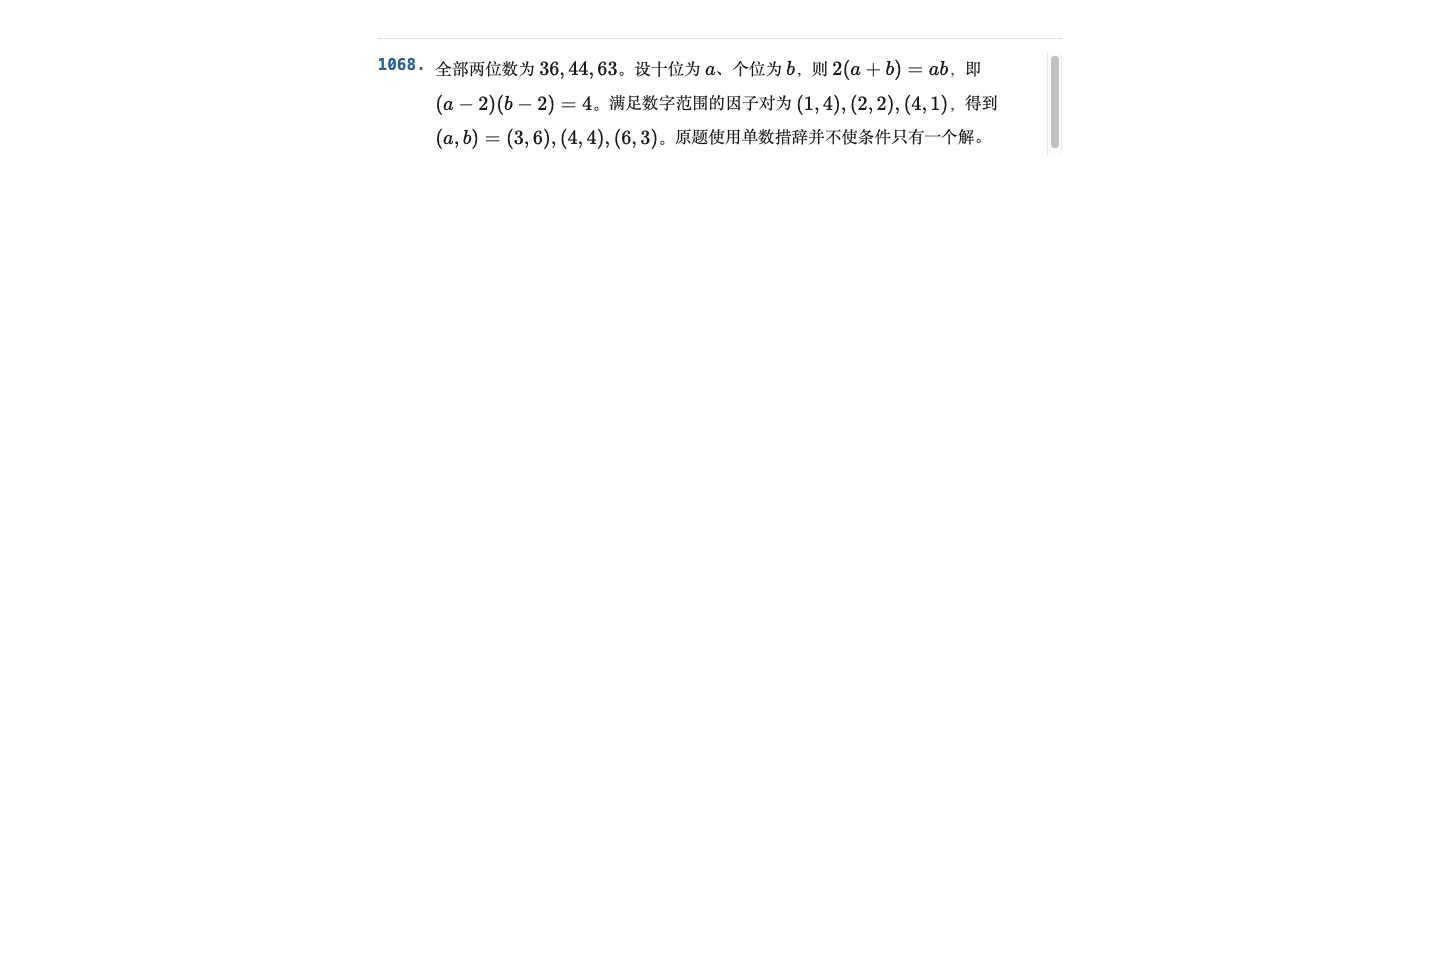 1068. 全部两位数为 36, 44, 63。设十位为 a、个位为 b，则 2(a + b) = ab，即
(a − 2)(b − 2) = 4。满足数字范围的因子对为 (1, 4), (2, 2), (4, 1)，得到
(a, b) = (3, 6), (4, 4), (6, 3)。原题使用单数措辞并不使条件只有一个解。